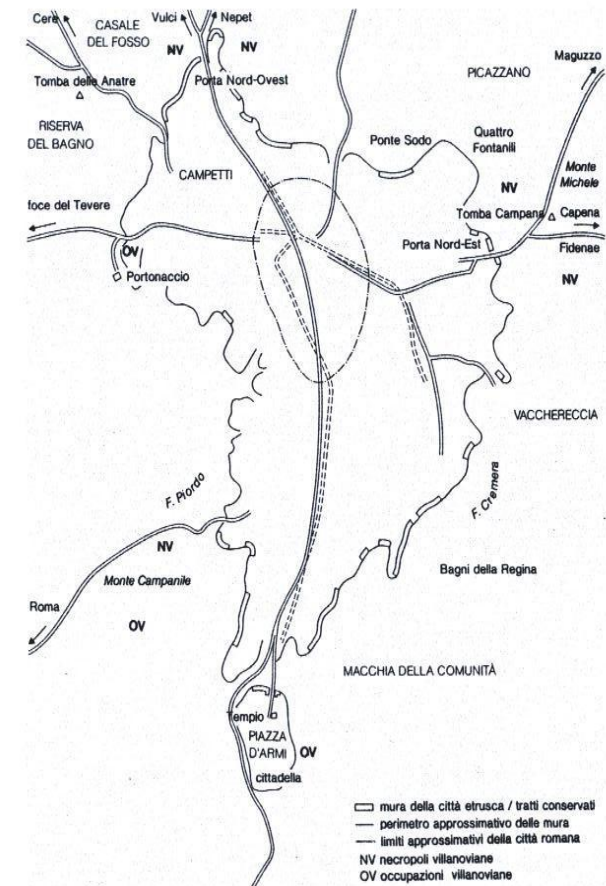 Cere
CASALE
DEL FOSSO
Vulci
Nepet
NV
NV
Maguzzo
Tomba delle Anatre
Porta Nord-Ovest
PICAZZANO
RISERVA
DEL BAGNO
Ponte Sodo
Quattro
Fontanili
CAMPETTI
Monte
Michele
NV
foce del Tevere
Tomba Campana
Capena
Porta Nord-Est
Fidenae
OV
NV
Portonaccio
VACCHERECCIA
F. Piordo
F. Cremera
NV
Bagni della Regina
Monte Campanile
Roma
OV
MACCHIA DELLA COMUNITÀ
Tempio
PIAZZA
D'ARMI
OV
cittadella
mura della città etrusca / tratti conservati
perimetro approssimativo delle mura
limiti approssimativi della città romana
NV necropoli villanoviane
OV occupazioni villanoviane